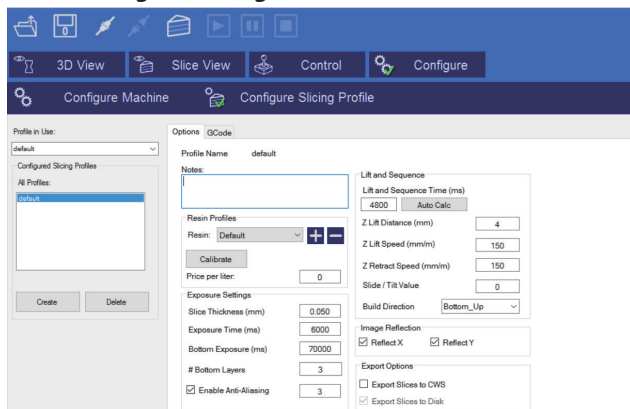 3D View
Slice View
Control
Configure
Configure Machine
Configure Slicing Profile
Profile in Use:
default
Configured Slicing Profiles
All Profiles:
default
Create
Delete
Options
GCode
Profile Name default
Notes:
Resin Profiles
Resin: Default
Calibrate
Price per liter: 0
Exposure Settings
Slice Thickness (mm) 0.050
Exposure Time (ms) 6000
Bottom Exposure (ms) 70000
# Bottom Layers 3
Enable Anti-Aliasing 3
Lift and Sequence
Lift and Sequence Time (ms)
4800 Auto Calc
Z Lift Distance (mm) 4
Z Lift Speed (mm/m) 150
Z Retract Speed (mm/m) 150
Slide / Tilt Value 0
Build Direction Bottom_Up
Image Reflection
Reflect X Reflect Y
Export Options
Export Slices to CWS
Export Slices to Disk